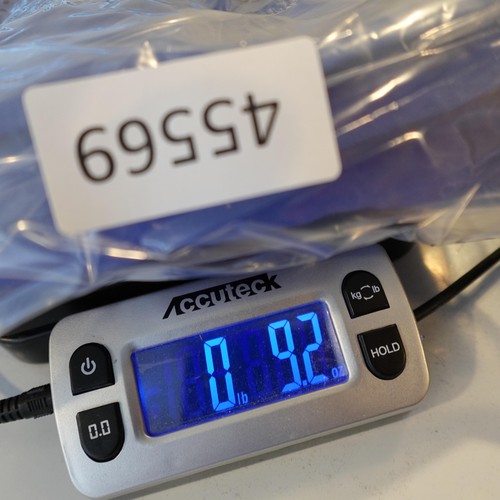 45569
Accuteck
kg lb
HOLD
0.0
0 lb 9.2 oz